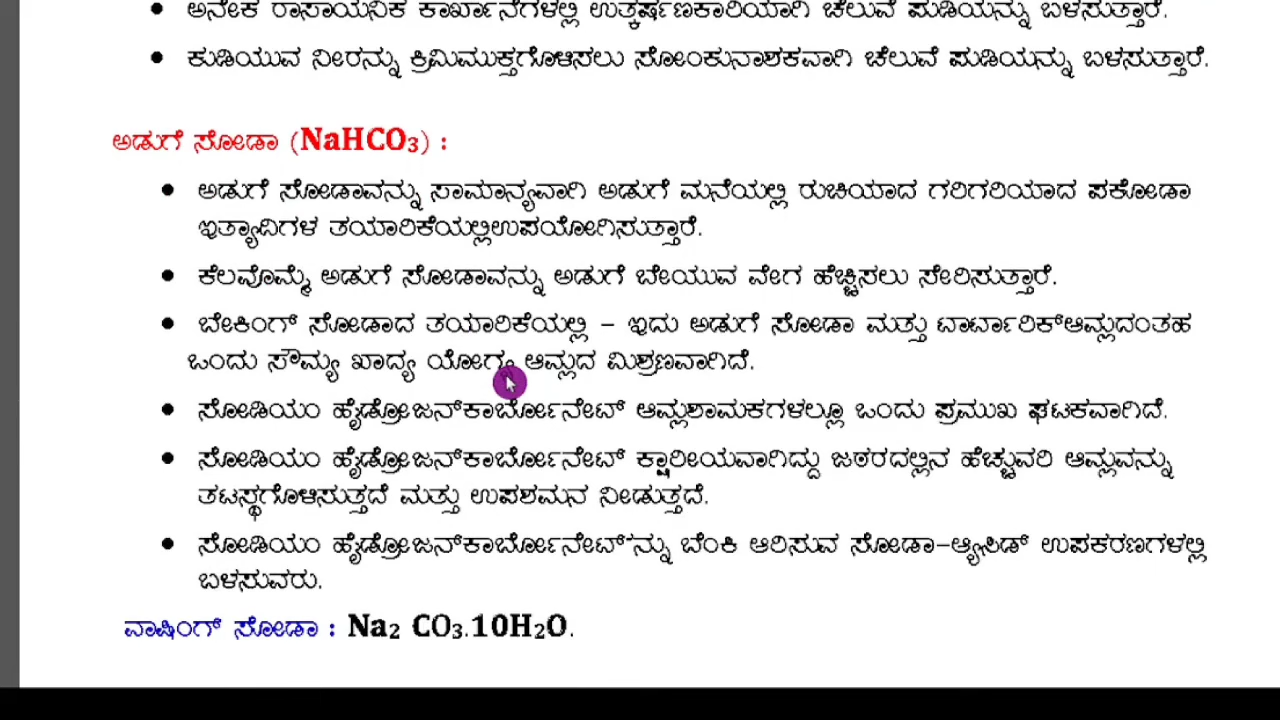 ಅನೇಕ ರಾಸಾಯನಿಕ ಕಾರ್ಖಾನೆಗಳಲ್ಲಿ ಉತ್ಕರ್ಷಣಕಾರಿಯಾಗಿ ಚೆಲುವೆ ಪುಡಿಯನ್ನು ಬಳಸುತ್ತಾರೆ.
• ಕುಡಿಯುವ ನೀರನ್ನು ಕ್ರಿಮಿಮುಕ್ತಗೊಳಿಸಲು ಸೋಂಕುನಾಶಕವಾಗಿ ಚೆಲುವೆ ಪುಡಿಯನ್ನು ಬಳಸುತ್ತಾರೆ.
ಅಡುಗೆ ಸೋಡಾ (NaHCO₃) :
• ಅಡುಗೆ ಸೋಡಾವನ್ನು ಸಾಮಾನ್ಯವಾಗಿ ಅಡುಗೆ ಮನೆಯಲ್ಲಿ ರುಚಿಯಾದ ಗರಿಗರಿಯಾದ ಪಕೋಡಾ
ಇತ್ಯಾದಿಗಳ ತಯಾರಿಕೆಯಲ್ಲಿಉಪಯೋಗಿಸುತ್ತಾರೆ.
• ಕೆಲವೊಮ್ಮೆ ಅಡುಗೆ ಸೋಡಾವನ್ನು ಅಡುಗೆ ಬೇಯುವ ವೇಗ ಹೆಚ್ಚಿಸಲು ಸೇರಿಸುತ್ತಾರೆ.
• ಬೇಕಿಂಗ್ ಸೋಡಾದ ತಯಾರಿಕೆಯಲ್ಲಿ – ಇದು ಅಡುಗೆ ಸೋಡಾ ಮತ್ತು ಟಾರ್ಟಾರಿಕ್‌ಆಮ್ಲದಂತಹ
ಒಂದು ಸೌಮ್ಯ ಖಾದ್ಯ ಯೋಗ್ಯ ಆಮ್ಲದ ಮಿಶ್ರಣವಾಗಿದೆ.
• ಸೋಡಿಯಂ ಹೈಡ್ರೋಜನ್‌ಕಾರ್ಬೋನೇಟ್ ಆಮ್ಲಶಾಮಕಗಳಲ್ಲೂ ಒಂದು ಪ್ರಮುಖ ಘಟಕವಾಗಿದೆ.
• ಸೋಡಿಯಂ ಹೈಡ್ರೋಜನ್‌ಕಾರ್ಬೋನೇಟ್ ಕ್ಷಾರೀಯವಾಗಿದ್ದು ಜಠರದಲ್ಲಿನ ಹೆಚ್ಚುವರಿ ಆಮ್ಲವನ್ನು
ತಟಸ್ಥಗೊಳಿಸುತ್ತದೆ ಮತ್ತು ಉಪಶಮನ ನೀಡುತ್ತದೆ.
• ಸೋಡಿಯಂ ಹೈಡ್ರೋಜನ್‌ಕಾರ್ಬೋನೇಟ್‌'ನ್ನು ಬೆಂಕಿ ಆರಿಸುವ ಸೋಡಾ-ಆ್ಯಸಿಡ್ ಉಪಕರಣಗಳಲ್ಲಿ
ಬಳಸುವರು.
ವಾಷಿಂಗ್ ಸೋಡಾ : Na₂ CO₃.10H₂O.